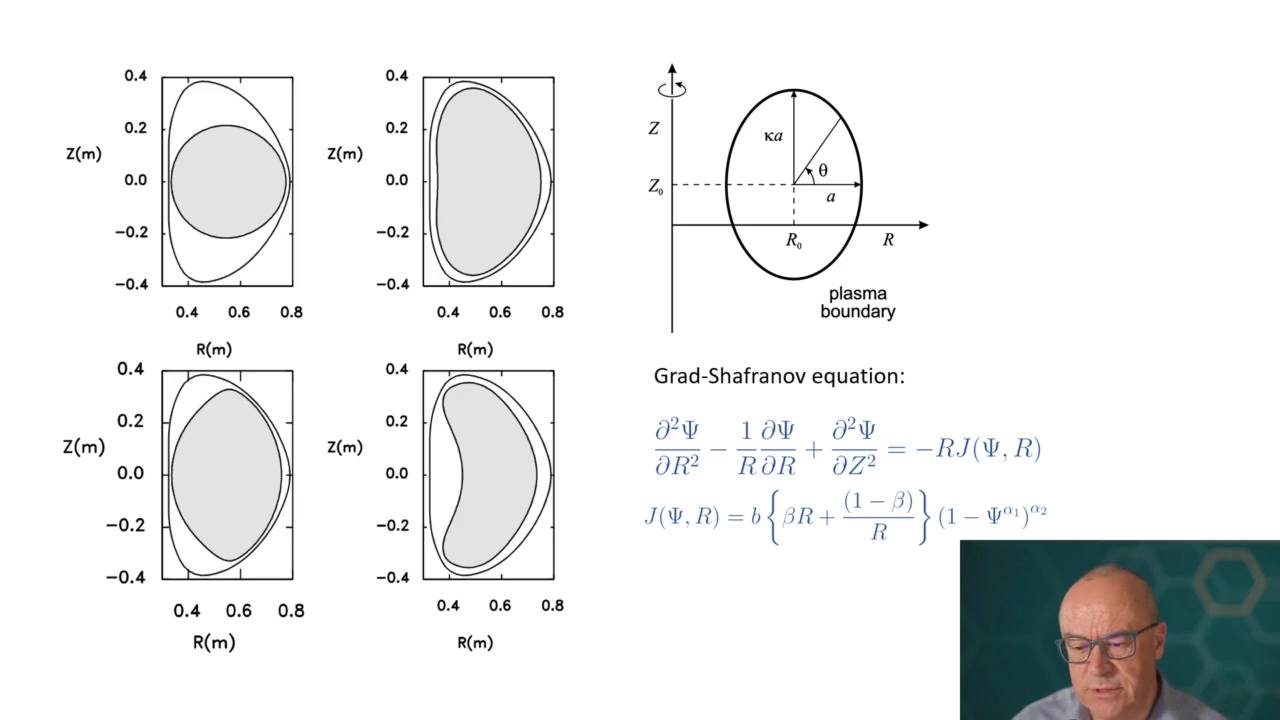 0.4
0.2
Z(m)
0.0
−0.2
−0.4
0.4 0.6 0.8
R(m)
0.4
0.2
Z(m)
0.0
−0.2
−0.4
0.4 0.6 0.8
R(m)
0.4
0.2
Z(m)
0.0
−0.2
−0.4
0.4 0.6 0.8
R(m)
0.4
0.2
Z(m)
0.0
−0.2
−0.4
0.4 0.6 0.8
R(m)
Z
κa
θ
Z₀
a
R₀
R
plasma
boundary
Grad-Shafranov equation:
∂²Ψ/∂R² − 1/R ∂Ψ/∂R + ∂²Ψ/∂Z² = −RJ(Ψ, R)
J(Ψ, R) = b {βR + (1 − β)/R} (1 − Ψ^α₁)^α₂